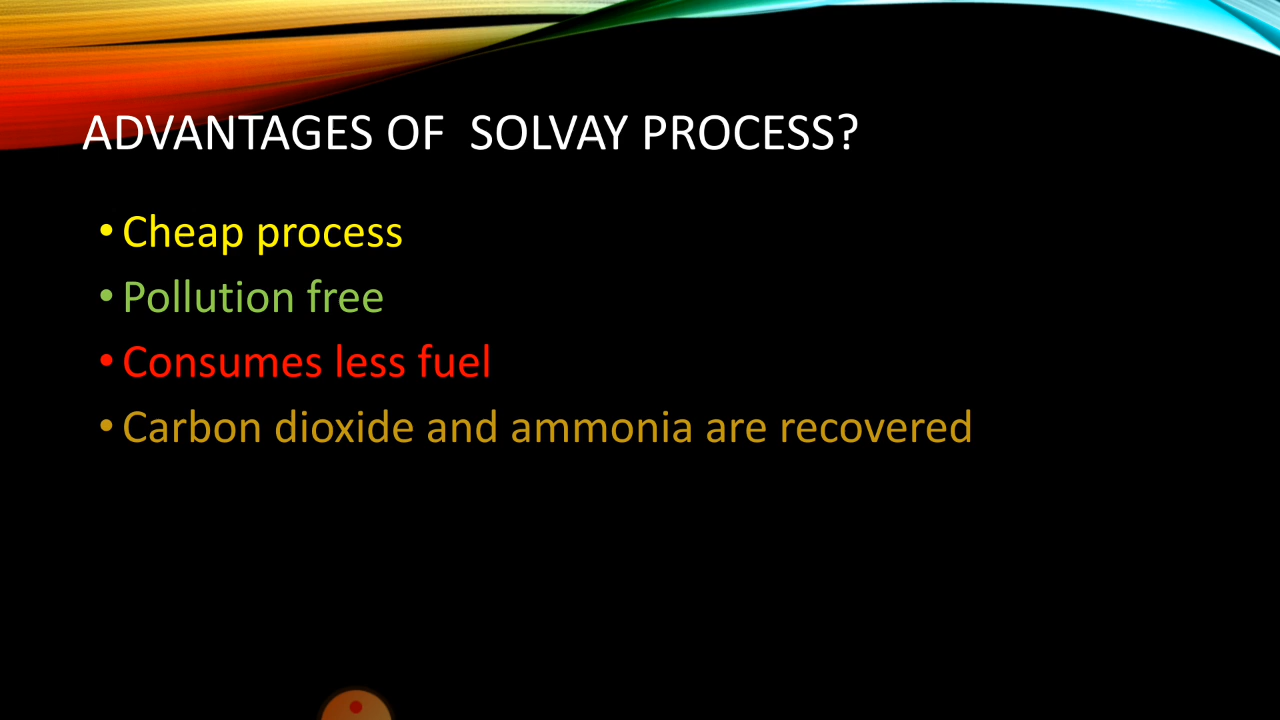 ADVANTAGES OF  SOLVAY PROCESS?
• Cheap process
• Pollution free
• Consumes less fuel
• Carbon dioxide and ammonia are recovered